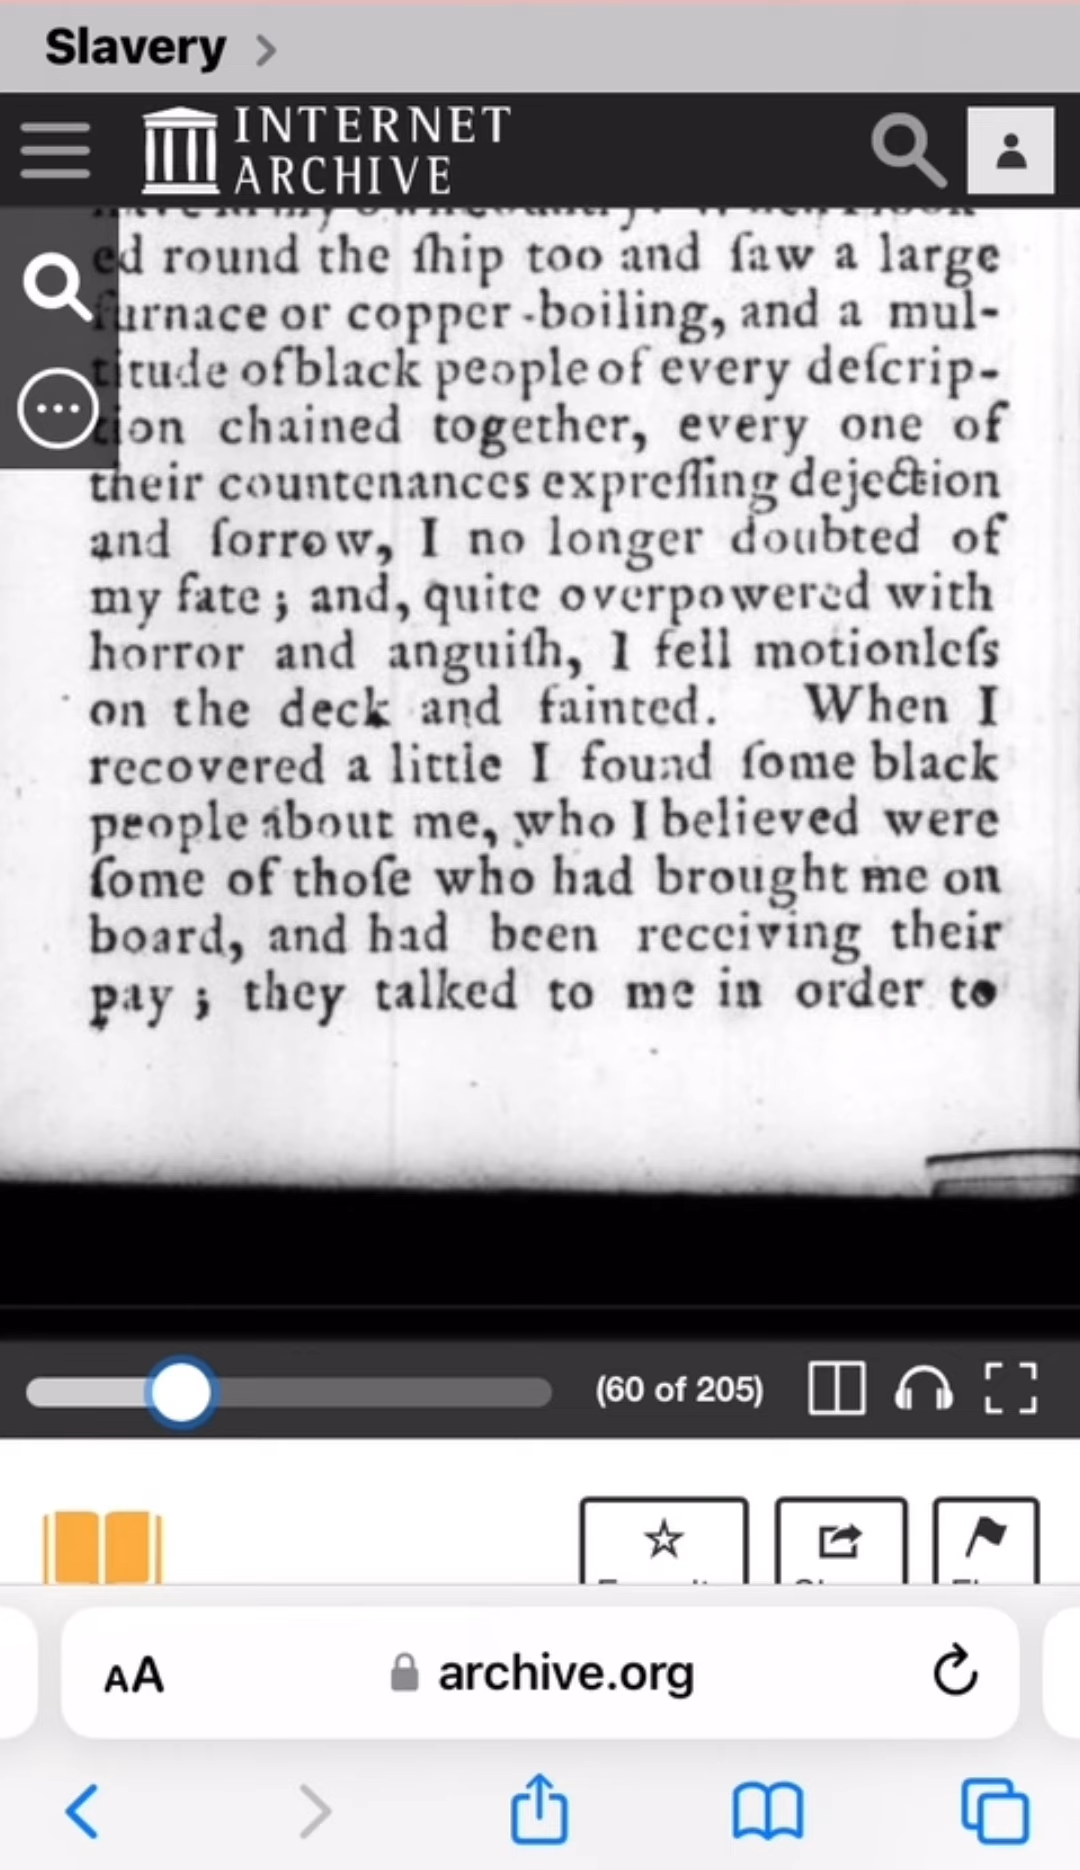 Slavery
INTERNET
ARCHIVE
ed round the ſhip too and ſaw a large
furnace or copper-boiling, and a mul-
titude of black people of every deſcrip-
tion chained together, every one of
their countenances expreſſing dejection
and ſorrow, I no longer doubted of
my fate; and, quite overpowered with
horror and anguiſh, I fell motionleſs
on the deck and fainted. When I
recovered a little I found ſome black
people about me, who I believed were
ſome of thoſe who had brought me on
board, and had been receiving their
pay; they talked to me in order to
(60 of 205)
AA archive.org